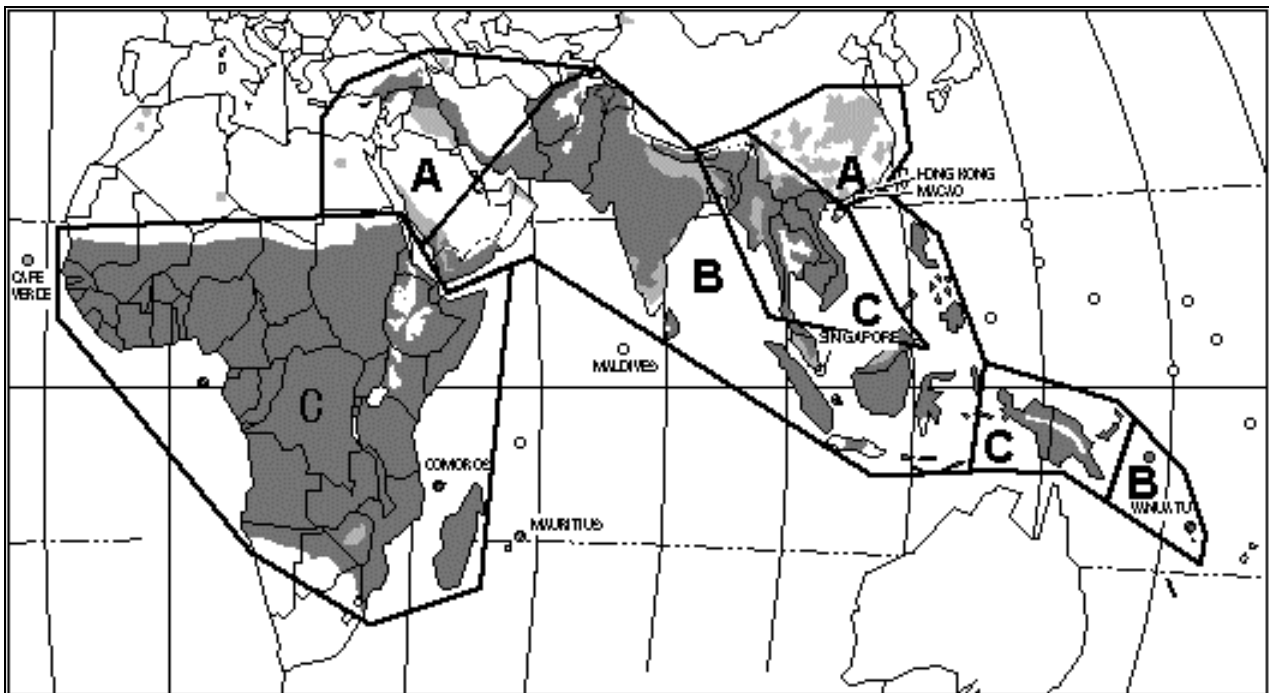 A
A
HONG KONG
MACAO
CAPE
VERDE
B
C
SINGAPORE
MALDIVES
C
C
COMOROS
B
VANUATU
MAURITIUS